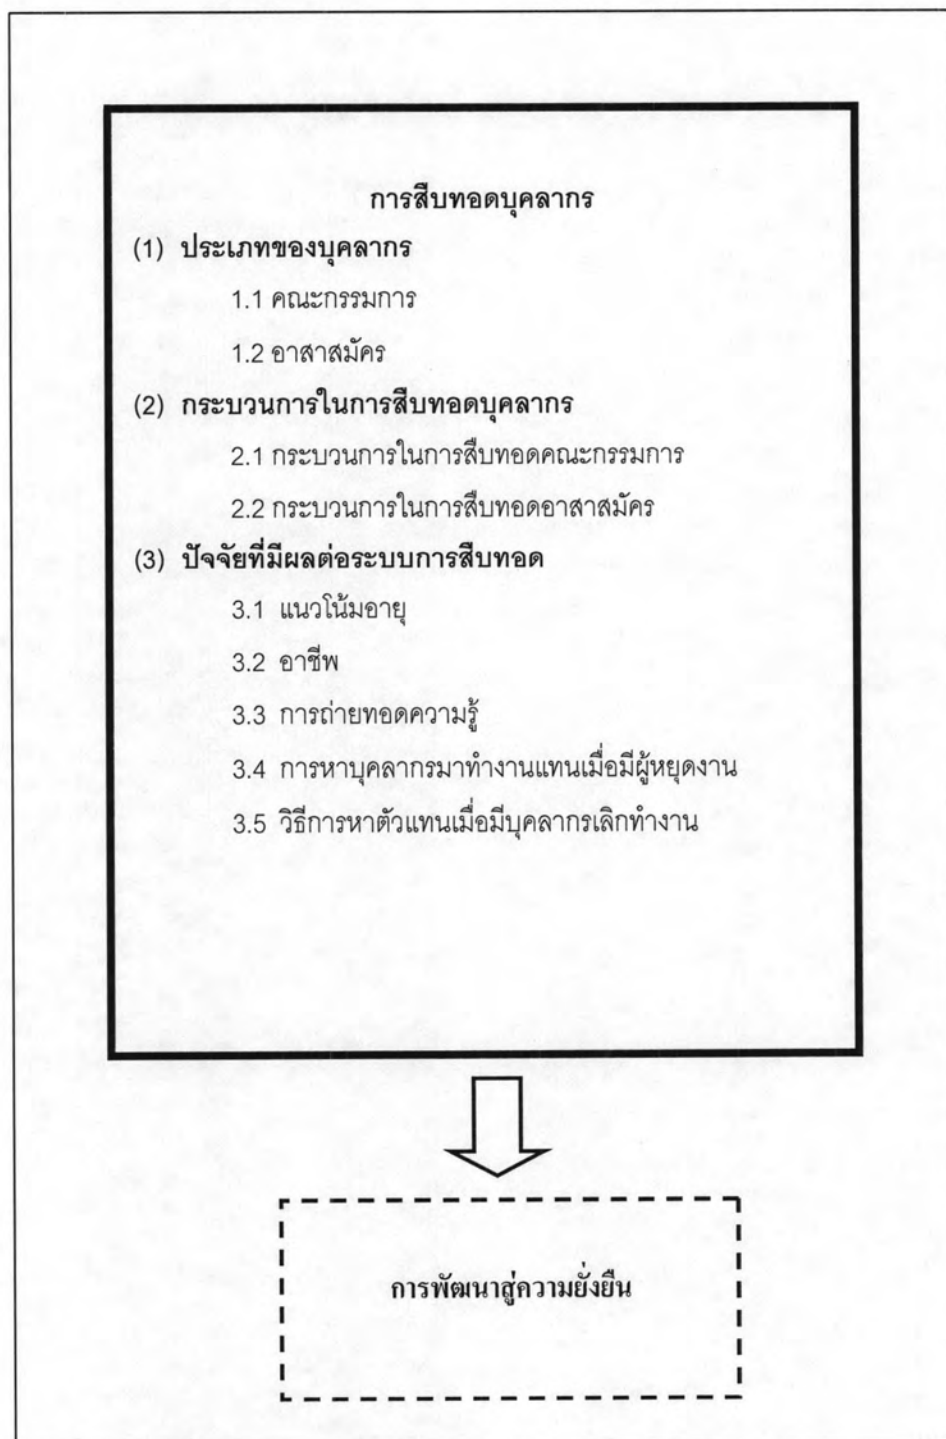 การสืบทอดบุคลากร
(1) ประเภทของบุคลากร
1.1 คณะกรรมการ
1.2 อาสาสมัคร
(2) กระบวนการในการสืบทอดบุคลากร
2.1 กระบวนการในการสืบทอดคณะกรรมการ
2.2 กระบวนการในการสืบทอดอาสาสมัคร
(3) ปัจจัยที่มีผลต่อระบบการสืบทอด
3.1 แนวโน้มอายุ
3.2 อาชีพ
3.3 การถ่ายทอดความรู้
3.4 การหาบุคลากรมาทำงานแทนเมื่อมีผู้หยุดงาน
3.5 วิธีการหาตัวแทนเมื่อมีบุคลากรเลิกทำงาน
การพัฒนาสู่ความยั่งยืน